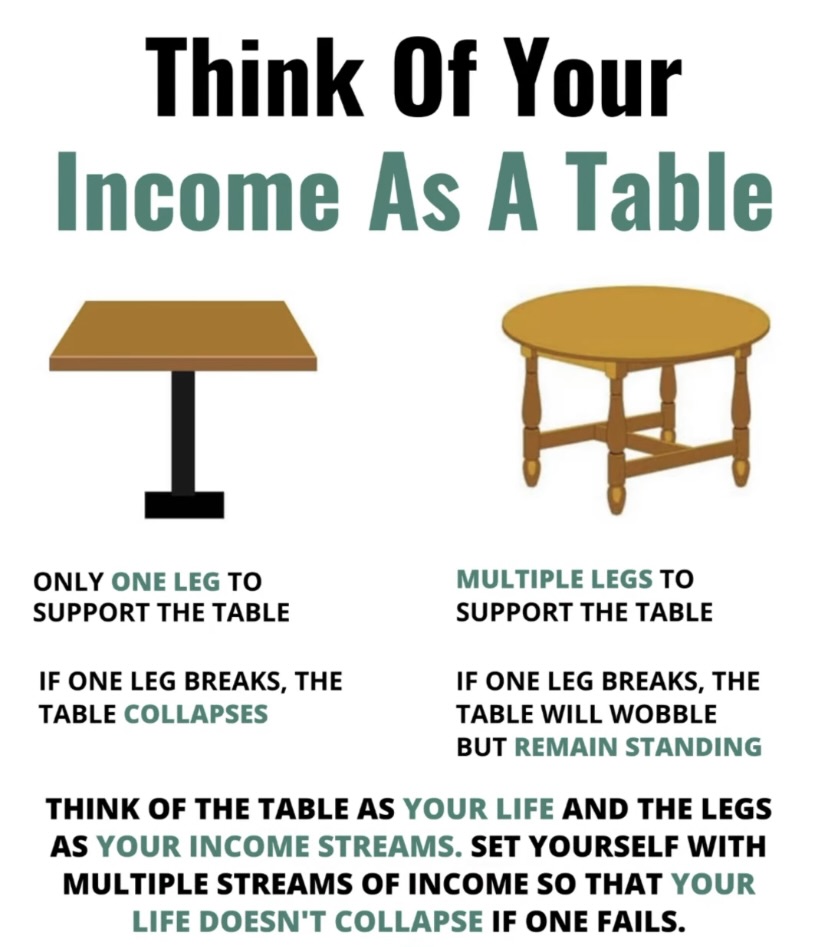 Think Of Your
Income As A Table
ONLY ONE LEG TO
SUPPORT THE TABLE
IF ONE LEG BREAKS, THE
TABLE COLLAPSES
MULTIPLE LEGS TO
SUPPORT THE TABLE
IF ONE LEG BREAKS, THE
TABLE WILL WOBBLE
BUT REMAIN STANDING
THINK OF THE TABLE AS YOUR LIFE AND THE LEGS
AS YOUR INCOME STREAMS. SET YOURSELF WITH
MULTIPLE STREAMS OF INCOME SO THAT YOUR
LIFE DOESN'T COLLAPSE IF ONE FAILS.